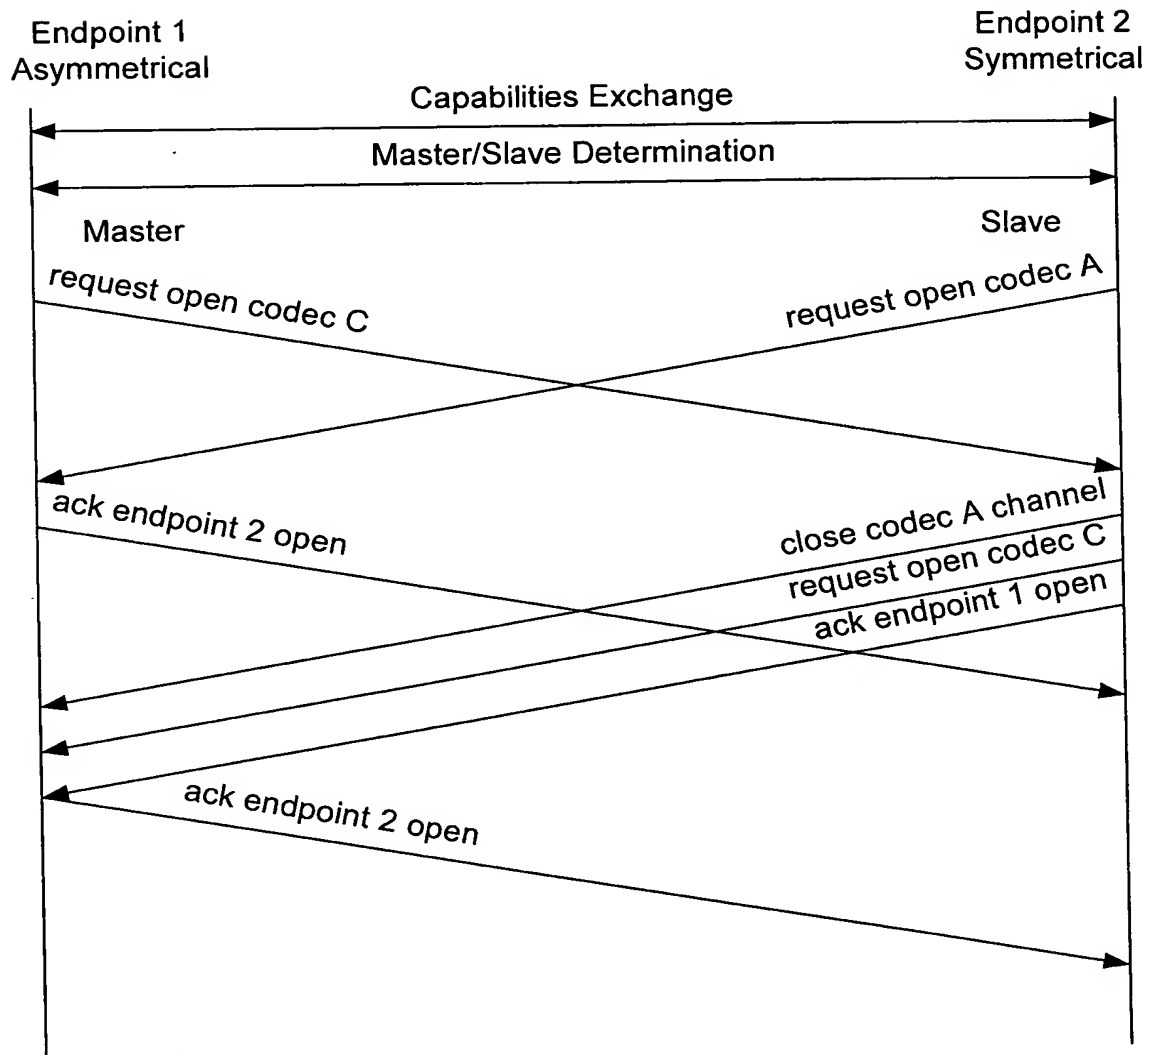 Endpoint 1
Asymmetrical
Endpoint 2
Symmetrical
Capabilities Exchange
Master/Slave Determination
Master
Slave
request open codec C
request open codec A
ack endpoint 2 open
close codec A channel
request open codec C
ack endpoint 1 open
ack endpoint 2 open